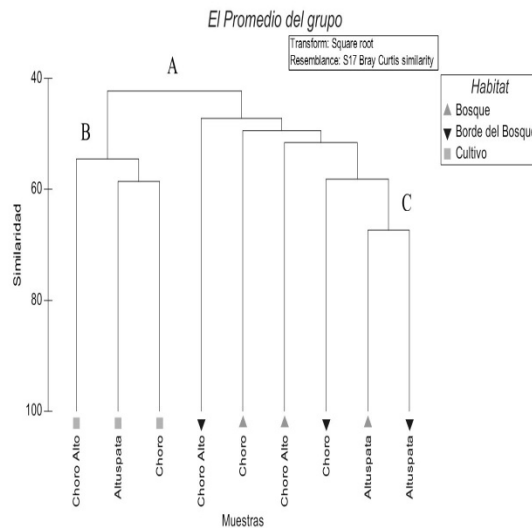 El Promedio del grupo
Transform: Square root
Resemblance: S17 Bray Curtis similarity
Habitat
Bosque
Borde del Bosque
Cultivo
A
B
C
Similaridad
40
60
80
100
Choro Alto
Altuspata
Choro
Choro Alto
Choro
Choro Alto
Choro
Altuspata
Altuspata
Muestras